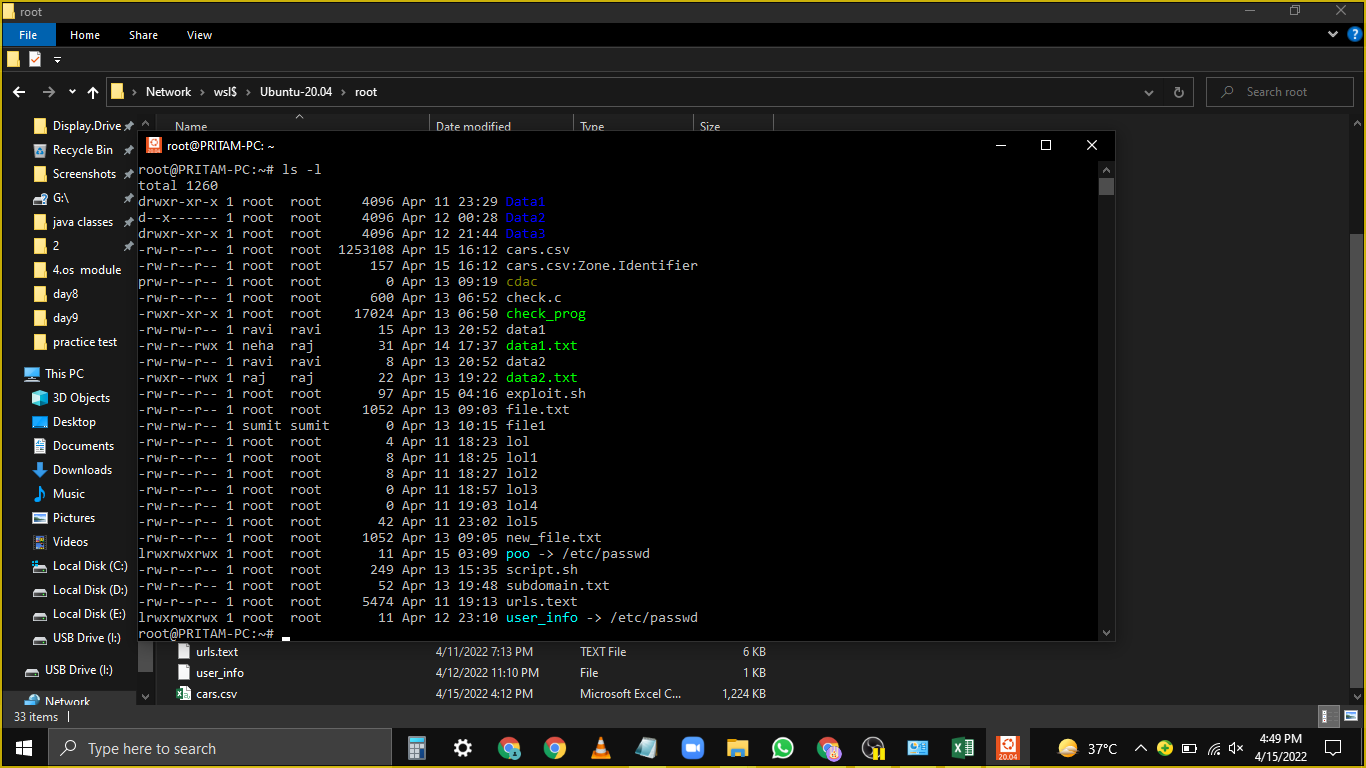 root
File Home Share View
Network wsl$ Ubuntu-20.04 root
Search root
Name Date modified Type Size
Display.Drive
Recycle Bin
Screenshots
G:\
java classes
2
4.os module
day8
day9
practice test
This PC
3D Objects
Desktop
Documents
Downloads
Music
Pictures
Videos
Local Disk (C:)
Local Disk (D:)
Local Disk (E:)
USB Drive (I:)
USB Drive (I:)
Network
root@PRITAM-PC: ~
root@PRITAM-PC:~# ls -l
total 1260
drwxr-xr-x 1 root root 4096 Apr 11 23:29 Data1
d--x------ 1 root root 4096 Apr 12 00:28 Data2
drwxr-xr-x 1 root root 4096 Apr 12 21:44 Data3
-rw-r--r-- 1 root root 1253108 Apr 15 16:12 cars.csv
-rw-r--r-- 1 root root 157 Apr 15 16:12 cars.csv:Zone.Identifier
prw-r--r-- 1 root root 0 Apr 13 09:19 cdac
-rw-r--r-- 1 root root 600 Apr 13 06:52 check.c
-rwxr-xr-x 1 root root 17024 Apr 13 06:50 check_prog
-rw-rw-r-- 1 ravi ravi 15 Apr 13 20:52 data1
-rw-r--rwx 1 neha raj 31 Apr 14 17:37 data1.txt
-rw-rw-r-- 1 ravi ravi 8 Apr 13 20:52 data2
-rwxr--rwx 1 raj raj 22 Apr 13 19:22 data2.txt
-rw-r--r-- 1 root root 97 Apr 15 04:16 exploit.sh
-rw-r--r-- 1 root root 1052 Apr 13 09:03 file.txt
-rw-rw-r-- 1 sumit sumit 0 Apr 13 10:15 file1
-rw-r--r-- 1 root root 4 Apr 11 18:23 lol
-rw-r--r-- 1 root root 8 Apr 11 18:25 lol1
-rw-r--r-- 1 root root 8 Apr 11 18:27 lol2
-rw-r--r-- 1 root root 0 Apr 11 18:57 lol3
-rw-r--r-- 1 root root 0 Apr 11 19:03 lol4
-rw-r--r-- 1 root root 42 Apr 11 23:02 lol5
-rw-r--r-- 1 root root 1052 Apr 13 09:05 new_file.txt
lrwxrwxrwx 1 root root 11 Apr 15 03:09 poo -> /etc/passwd
-rw-r--r-- 1 root root 249 Apr 13 15:35 script.sh
-rw-r--r-- 1 root root 52 Apr 13 19:48 subdomain.txt
-rw-r--r-- 1 root root 5474 Apr 11 19:13 urls.text
lrwxrwxrwx 1 root root 11 Apr 12 23:10 user_info -> /etc/passwd
root@PRITAM-PC:~#
urls.text 4/11/2022 7:13 PM TEXT File 6 KB
user_info 4/12/2022 11:10 PM File 1 KB
cars.csv 4/15/2022 4:12 PM Microsoft Excel C... 1,224 KB
33 items
Type here to search
20.04
37°C
4:49 PM
4/15/2022